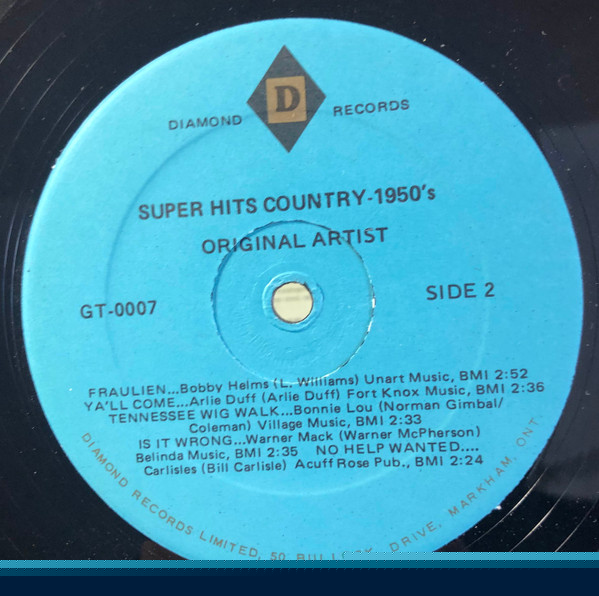 D
DIAMOND RECORDS
SUPER HITS COUNTRY-1950's
ORIGINAL ARTIST
GT-0007 SIDE 2
FRAULIEN...Bobby Helms (L. Williams) Unart Music, BMI 2:52
YA'LL COME...Arlie Duff (Arlie Duff) Fort Knox Music, BMI 2:36
TENNESSEE WIG WALK...Bonnie Lou (Norman Gimbal/
Coleman) Village Music, BMI 2:33
IS IT WRONG...Warner Mack (Warner McPherson)
Belinda Music, BMI 2:35 NO HELP WANTED....
Carlisles (Bill Carlisle) Acuff Rose Pub., BMI 2:24
DIAMOND RECORDS LIMITED, 50 DRIVE, MARKHAM, ONT.